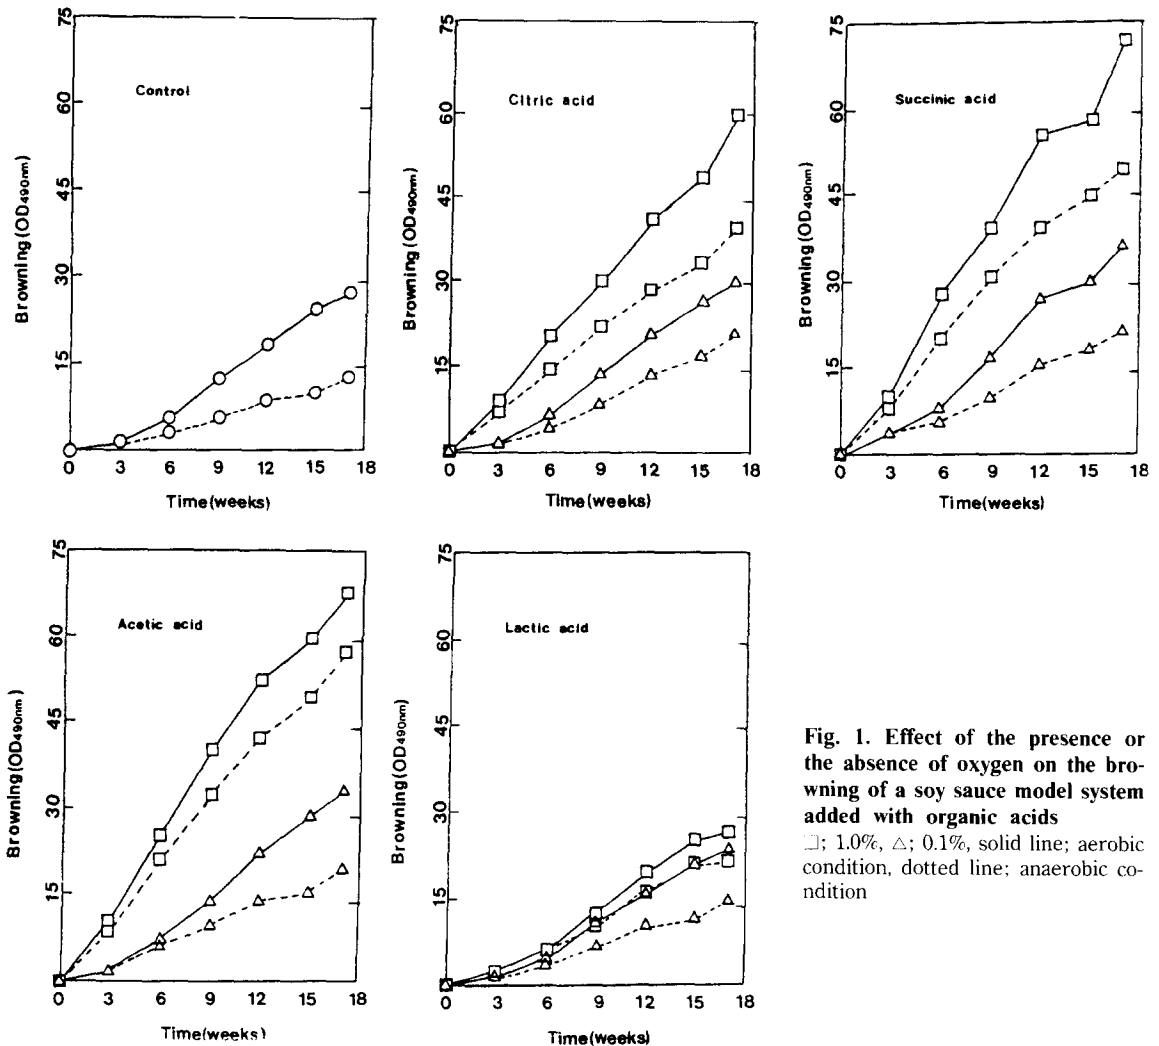 Control
Browning(OD490nm)
75
60
45
30
15
0 3 6 9 12 15 18
Time(weeks)
Citric acid
Browning(OD490nm)
75
60
45
30
15
0 3 6 9 12 15 18
Time(weeks)
Succinic acid
Browning(OD490nm)
75
60
45
30
15
0 3 6 9 12 15 18
Time(weeks)
Acetic acid
Browning(OD490nm)
75
60
45
30
15
0 3 6 9 12 15 18
Time(weeks)
Lactic acid
Browning(OD490nm)
75
60
45
30
15
0 3 6 9 12 15 18
Time(weeks)
Fig. 1. Effect of the presence or
the absence of oxygen on the bro-
wning of a soy sauce model system
added with organic acids
□; 1.0%, △; 0.1%, solid line; aerobic
condition, dotted line; anaerobic co-
ndition